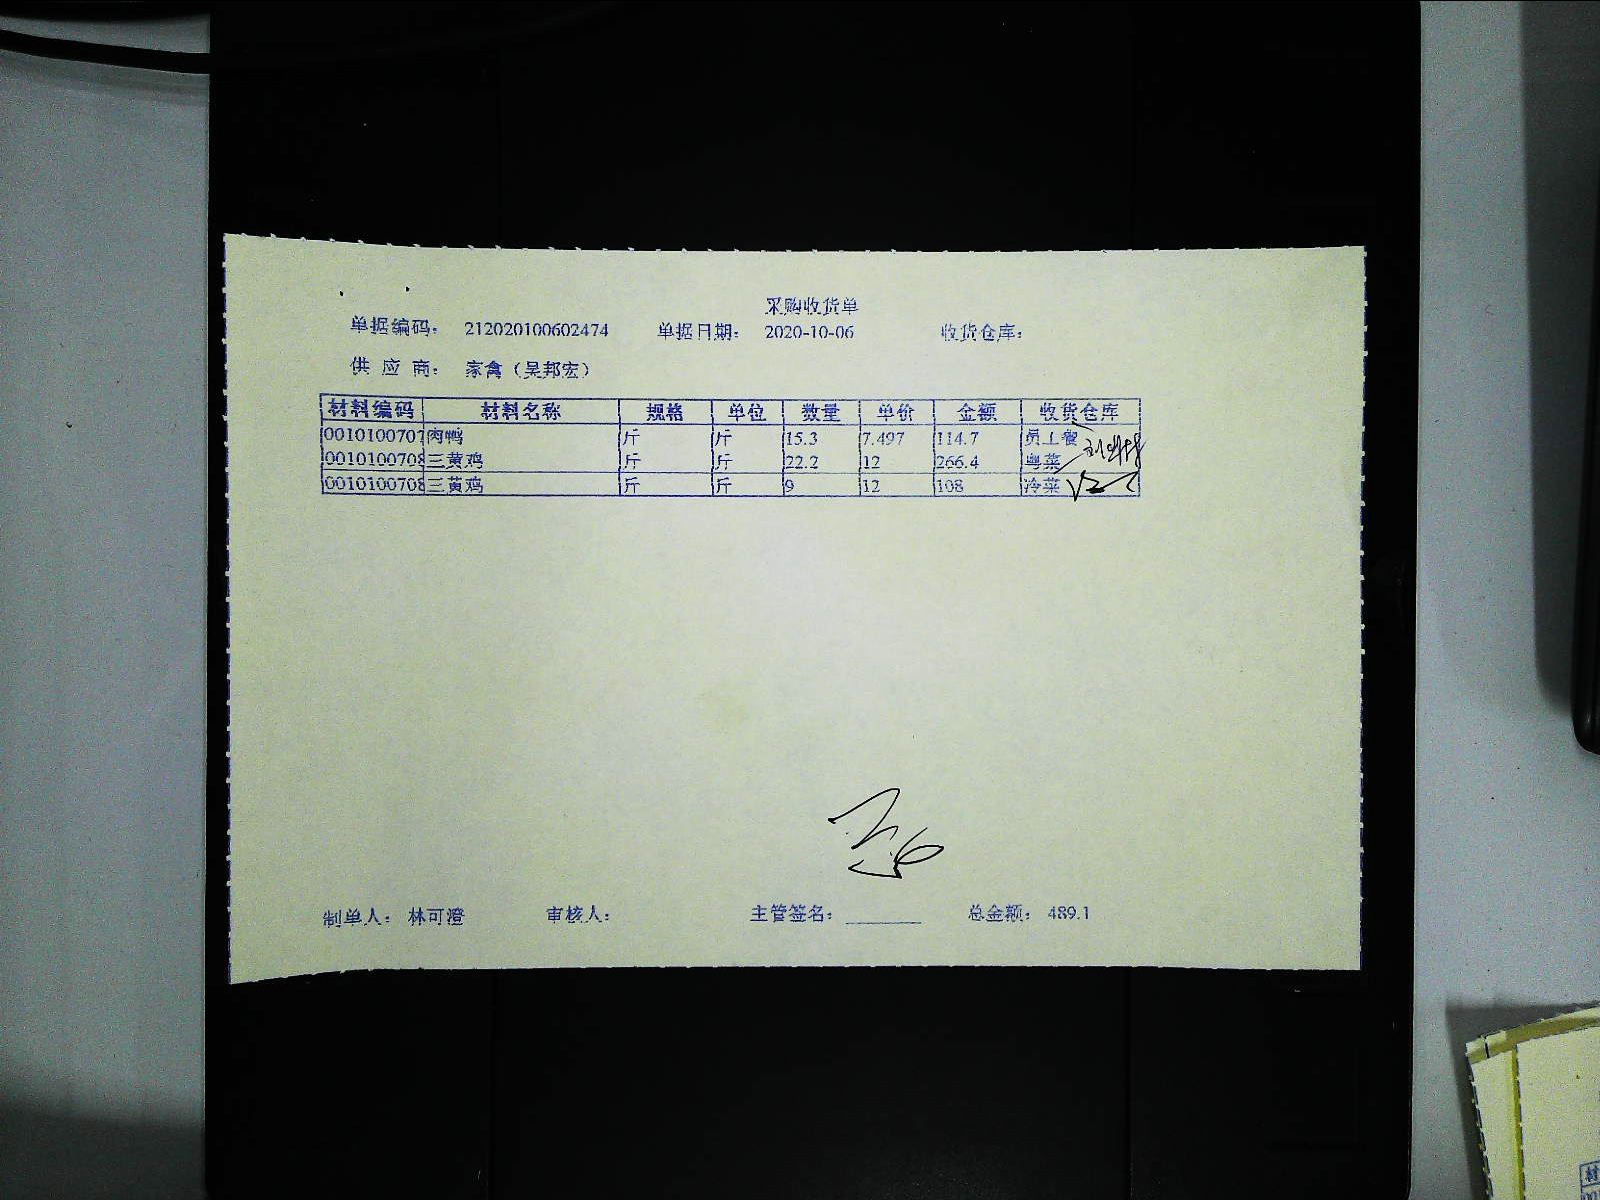 采购收货单
单据编码： 212020100602474 单据日期： 2020-10-06 收货仓库：
供 应 商： 家禽（吴邦宏）
材料编码 材料名称 规格 单位 数量 单价 金额 收货仓库
0010100707 肉鸭 斤 斤 15.3 7.497 114.7 员工餐
0010100708 三黄鸡 斤 斤 22.2 12 266.4 粤菜
0010100708 三黄鸡 斤 斤 9 12 108 冷菜
制单人： 林可澄 审核人： 主管签名： 总金额： 489.1